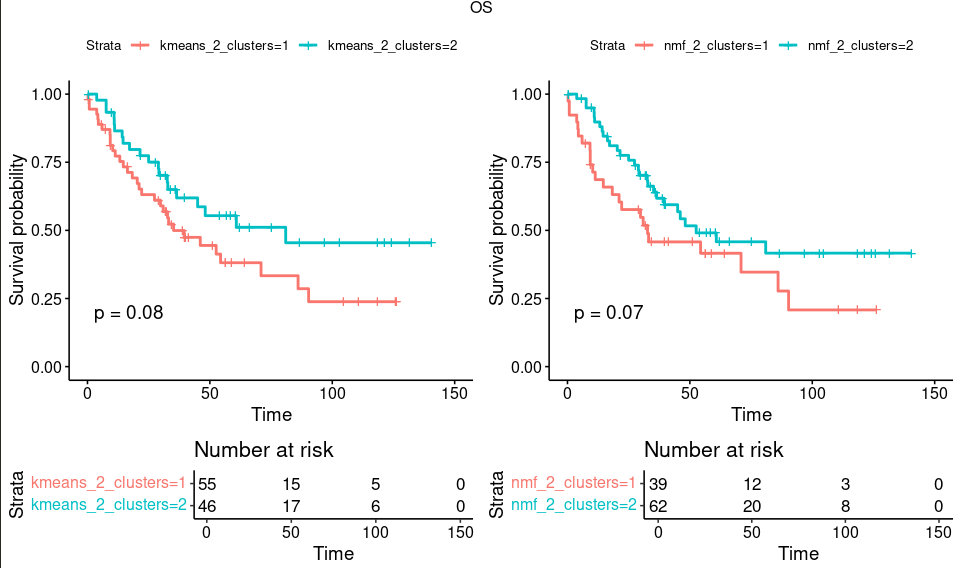 OS
Strata kmeans_2_clusters=1 kmeans_2_clusters=2
Survival probability
1.00
0.75
0.50
0.25
0.00
p = 0.08
0 50 100 150
Time
Number at risk
Strata
kmeans_2_clusters=1 55 15 5 0
kmeans_2_clusters=2 46 17 6 0
0 50 100 150
Time
Strata nmf_2_clusters=1 nmf_2_clusters=2
Survival probability
1.00
0.75
0.50
0.25
0.00
p = 0.07
0 50 100 150
Time
Number at risk
Strata
nmf_2_clusters=1 39 12 3 0
nmf_2_clusters=2 62 20 8 0
0 50 100 150
Time